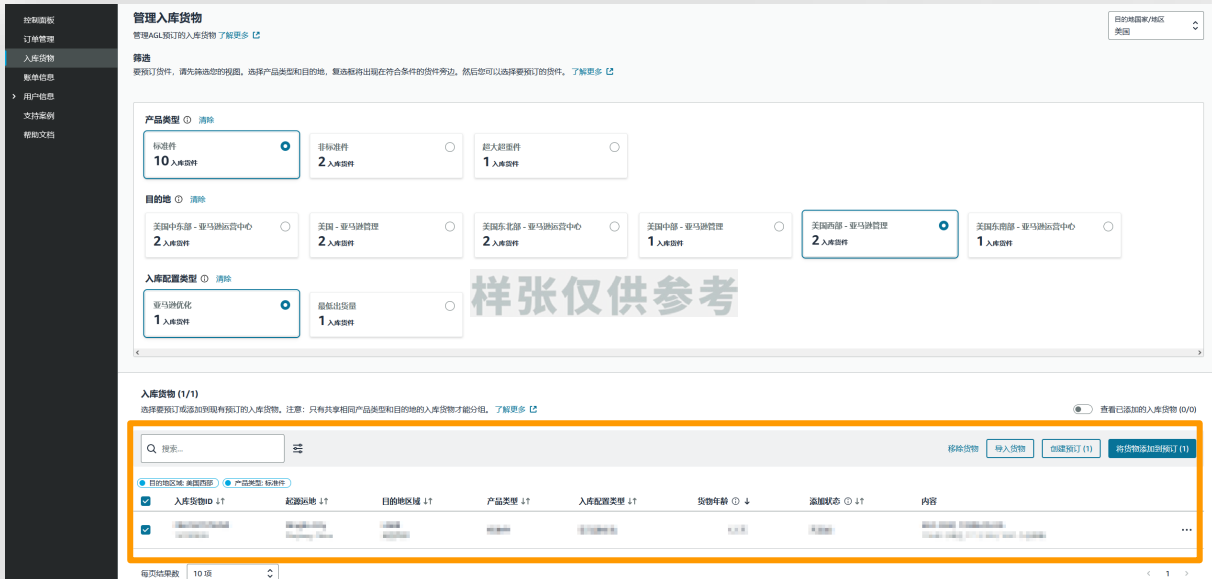 控制面板
订单管理
入库货物
账单信息
用户信息
支持案例
帮助文档
管理入库货物
管理AGL预订的入库货物 了解更多
目的地国家/地区
美国
筛选
要预订货件，请先筛选您的视图。选择产品类型和目的地，复选框将出现在符合条件的货件旁边。然后您可以选择要预订的货件。 了解更多
产品类型 清除
标准件
10 入库货件
非标准件
2 入库货件
超大超重件
1 入库货件
目的地 清除
美国中东部 - 亚马逊运营中心
2 入库货件
美国 - 亚马逊管理
2 入库货件
美国东北部 - 亚马逊运营中心
2 入库货件
美国中部 - 亚马逊管理
1 入库货件
美国西部 - 亚马逊管理
2 入库货件
美国东南部 - 亚马逊运营中心
1 入库货件
入库配置类型 清除
亚马逊优化
1 入库货件
最低出货量
1 入库货件
样张仅供参考
入库货物 (1/1)
选择要预订或添加到现有预订的入库货物。注意：只有共享相同产品类型和目的地的入库货物才能分组。 了解更多
查看已添加的入库货物 (0/0)
搜索...
移除货物 导入货物 创建预订 (1) 将货物添加到预订 (1)
目的地区域: 美国西部 产品类型: 标准件
入库货物ID 起源运地 目的地区域 产品类型 入库配置类型 货物年龄 添加状态 内容
每页结果数 10 项
1